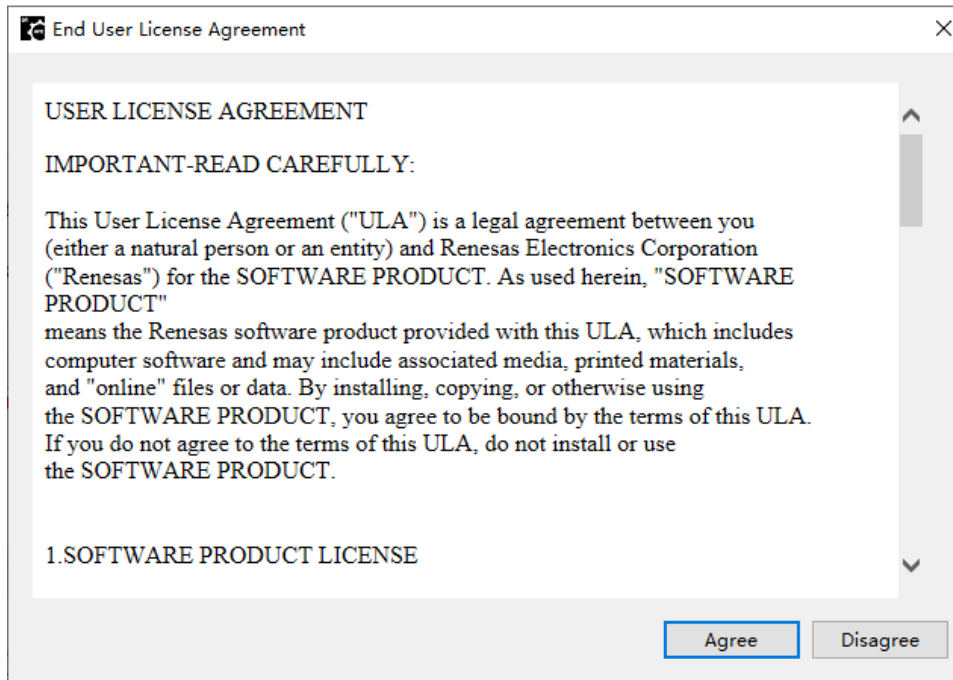 End User License Agreement
USER LICENSE AGREEMENT
IMPORTANT-READ CAREFULLY:
This User License Agreement ("ULA") is a legal agreement between you
(either a natural person or an entity) and Renesas Electronics Corporation
("Renesas") for the SOFTWARE PRODUCT. As used herein, "SOFTWARE
PRODUCT"
means the Renesas software product provided with this ULA, which includes
computer software and may include associated media, printed materials,
and "online" files or data. By installing, copying, or otherwise using
the SOFTWARE PRODUCT, you agree to be bound by the terms of this ULA.
If you do not agree to the terms of this ULA, do not install or use
the SOFTWARE PRODUCT.
1.SOFTWARE PRODUCT LICENSE
Agree
Disagree